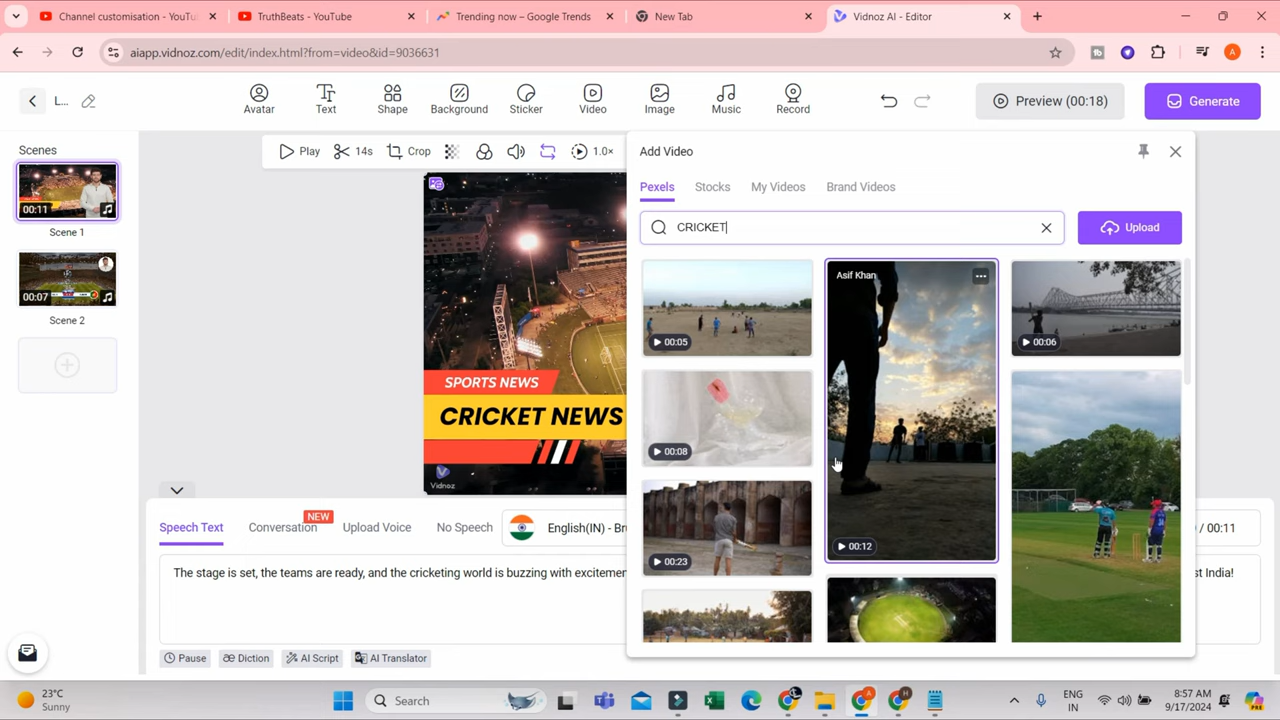 Channel customisation - YouTu
TruthBeats - YouTube
Trending now – Google Trends
New Tab
Vidnoz AI - Editor
aiapp.vidnoz.com/edit/index.html?from=video&id=9036631
A
L...
Avatar
Text
Shape
Background
Sticker
Video
Image
Music
Record
Preview (00:18)
Generate
Scenes
00:11
Scene 1
00:07
Scene 2
Play
14s
Crop
1.0×
SPORTS NEWS
CRICKET NEWS
Vidnoz
Add Video
Pexels
Stocks
My Videos
Brand Videos
CRICKET
Upload
00:05
Asif Khan
00:06
00:08
00:23
00:12
Speech Text
Conversation
NEW
Upload Voice
No Speech
English(IN) - Br
/ 00:11
The stage is set, the teams are ready, and the cricketing world is buzzing with excitemen
st India!
Pause
Diction
AI Script
AI Translator
23°C
Sunny
Search
ENG
IN
8:57 AM
9/17/2024